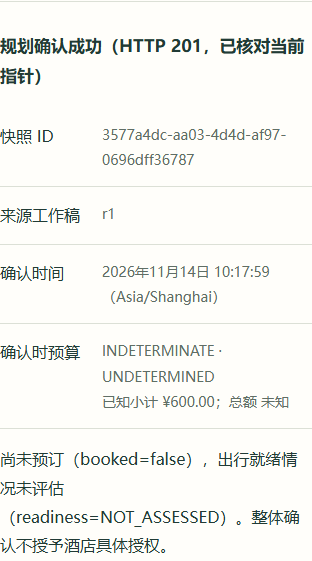 规划确认成功（HTTP 201，已核对当前
指针）
快照 ID
3577a4dc-aa03-4d4d-af97-
0696dff36787
来源工作稿
r1
确认时间
2026年11月14日 10:17:59
（Asia/Shanghai）
确认时预算
INDETERMINATE ·
UNDETERMINED
已知小计 ¥600.00；总额 未知
尚未预订（booked=false），出行就绪情
况未评估
（readiness=NOT_ASSESSED）。整体确
认不授予酒店具体授权。